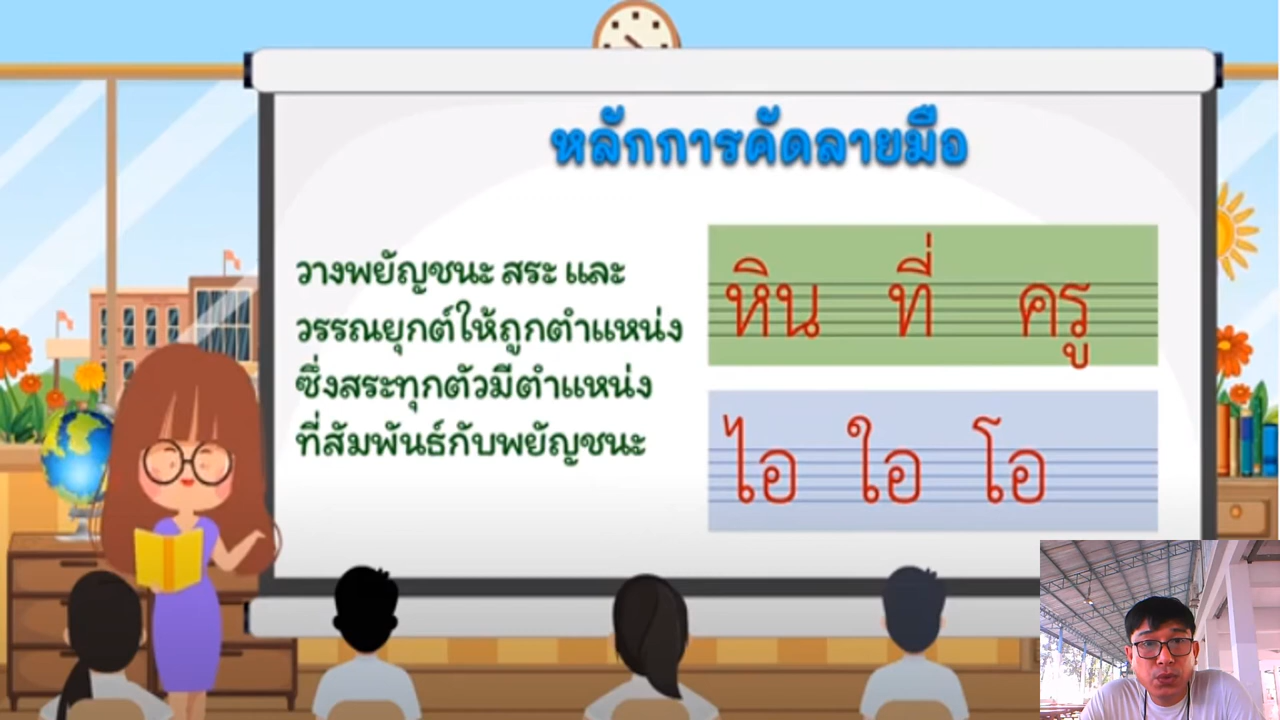 หลักการคัดลายมือ
วางพยัญชนะ สระ และ
วรรณยุกต์ให้ถูกตำแหน่ง
ซึ่งสระทุกตัวมีตำแหน่ง
ที่สัมพันธ์กับพยัญชนะ
หิน ที่ ครู
ไอ ใอ โอ